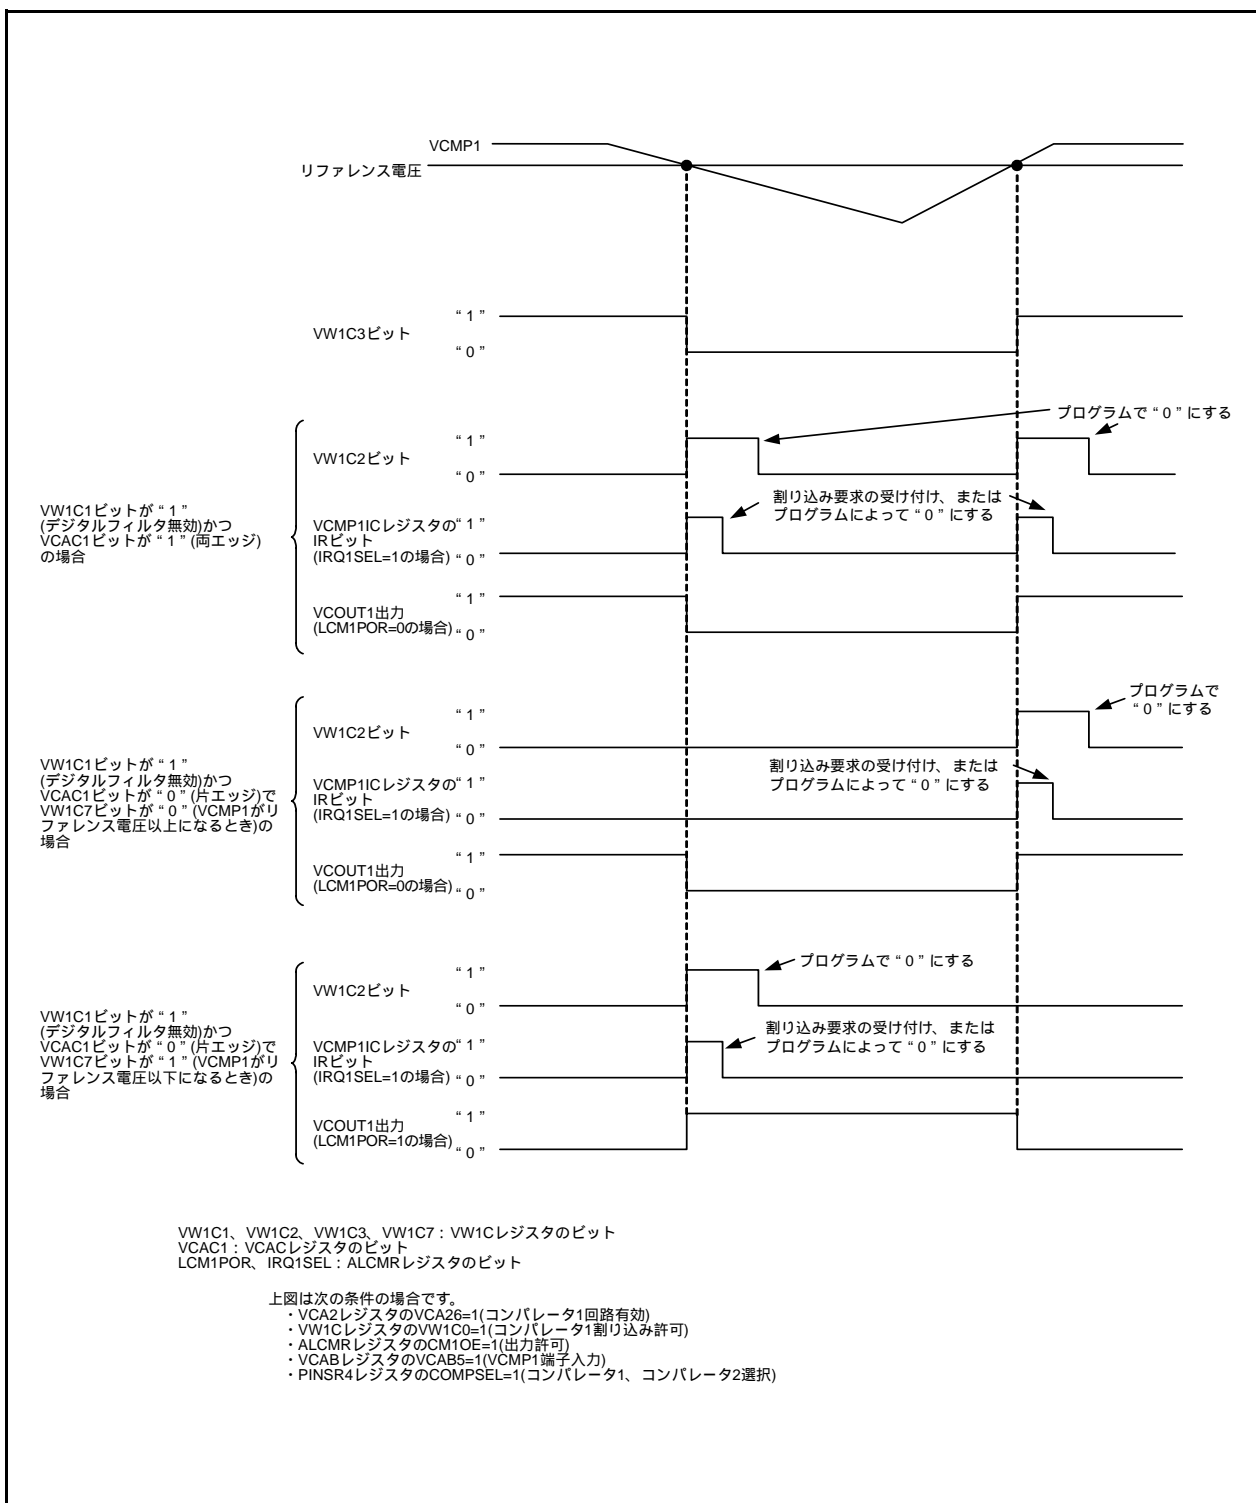 VCMP1
リファレンス電圧
“ 1 ”
VW1C3ビット
“ 0 ”
プログラムで “ 0 ” にする
“ 1 ”
VW1C2ビット
“ 0 ”
VW1C1ビットが “ 1 ”
(デジタルフィルタ無効)かつ
VCAC1ビットが “ 1 ” (両エッジ)
の場合
割り込み要求の受け付け、または
プログラムによって “ 0 ” にする
VCMP1ICレジスタの “ 1 ”
IRビット
(IRQ1SEL=1の場合) “ 0 ”
“ 1 ”
VCOUT1出力
(LCM1POR=0の場合) “ 0 ”
プログラムで
“ 0 ” にする
“ 1 ”
VW1C2ビット
“ 0 ”
VW1C1ビットが “ 1 ”
(デジタルフィルタ無効)かつ
VCAC1ビットが “ 0 ” (片エッジ)で
VW1C7ビットが “ 0 ” (VCMP1がリ
ファレンス電圧以上になるとき)の
場合
割り込み要求の受け付け、または
プログラムによって “ 0 ” にする
VCMP1ICレジスタの “ 1 ”
IRビット
(IRQ1SEL=1の場合) “ 0 ”
“ 1 ”
VCOUT1出力
(LCM1POR=0の場合) “ 0 ”
プログラムで “ 0 ” にする
“ 1 ”
VW1C2ビット
“ 0 ”
VW1C1ビットが “ 1 ”
(デジタルフィルタ無効)かつ
VCAC1ビットが “ 0 ” (片エッジ)で
VW1C7ビットが “ 1 ” (VCMP1がリ
ファレンス電圧以下になるとき)の
場合
割り込み要求の受け付け、または
プログラムによって “ 0 ” にする
VCMP1ICレジスタの “ 1 ”
IRビット
(IRQ1SEL=1の場合) “ 0 ”
“ 1 ”
VCOUT1出力
(LCM1POR=1の場合) “ 0 ”
VW1C1、VW1C2、VW1C3、VW1C7 : VW1Cレジスタのビット
VCAC1 : VCACレジスタのビット
LCM1POR、IRQ1SEL : ALCMRレジスタのビット
上図は次の条件の場合です。
・VCA2レジスタのVCA26=1(コンパレータ1回路有効)
・VW1CレジスタのVW1C0=1(コンパレータ1割り込み許可)
・ALCMRレジスタのCM1OE=1(出力許可)
・VCABレジスタのVCAB5=1(VCMP1端子入力)
・PINSR4レジスタのCOMPSEL=1(コンパレータ1、コンパレータ2選択)